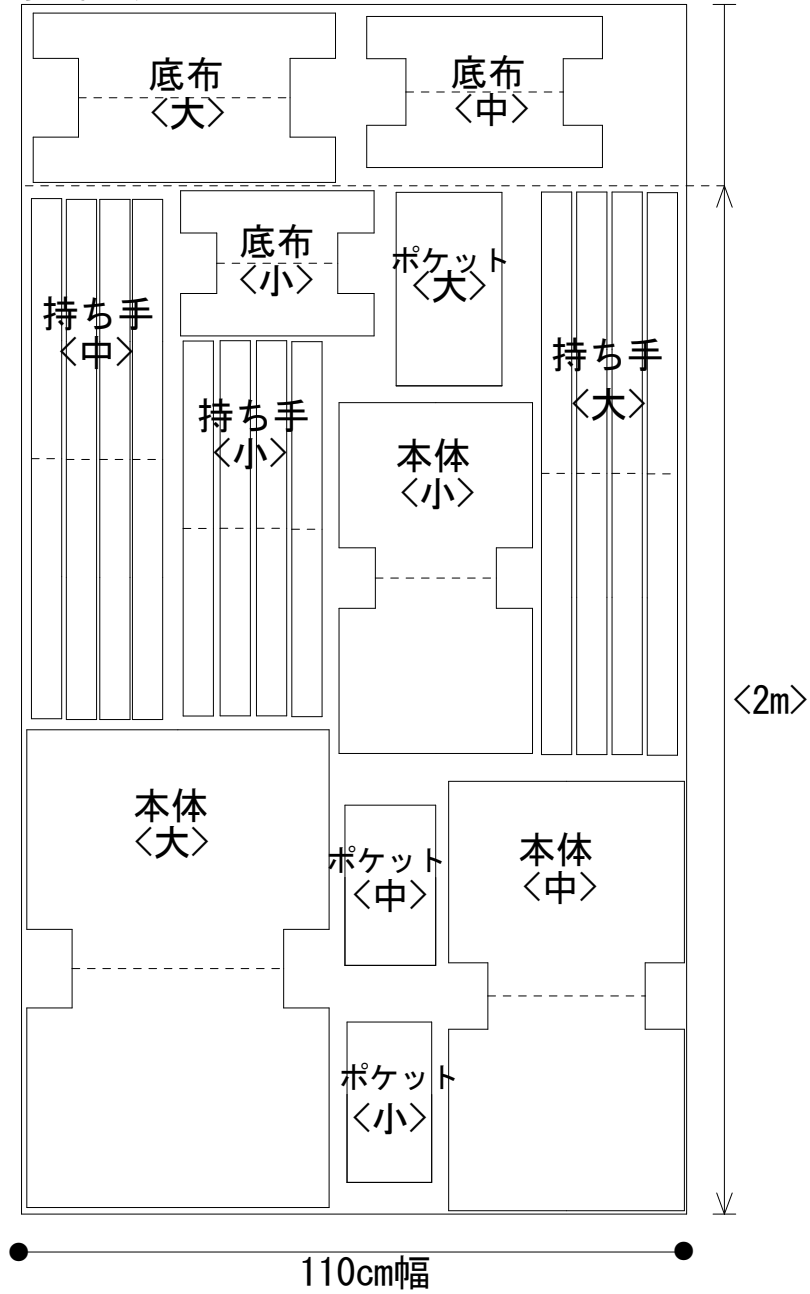 底布
<大>
底布
<中>
底布
<小>
ポケット
<大>
持ち手
<中>
持ち手
<大>
持ち手
<小>
本体
<小>
<2m>
本体
<大>
ポケット
<中>
本体
<中>
ポケット
<小>
110cm幅